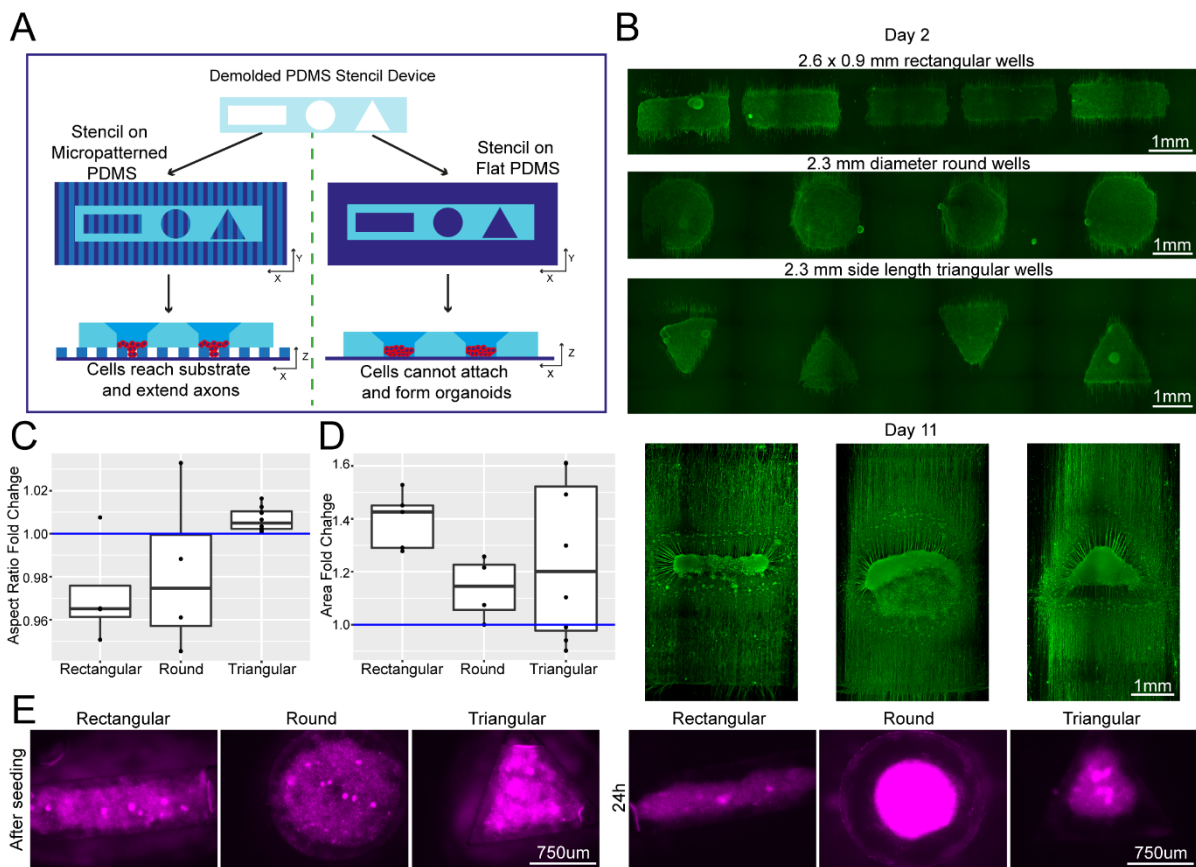 A
Demolded PDMS Stencil Device
Stencil on
Micropatterned
PDMS
Stencil on
Flat PDMS
Y
X
Y
X
Z
X
Z
X
Cells reach substrate
and extend axons
Cells cannot attach
and form organoids
B
Day 2
2.6 x 0.9 mm rectangular wells
1mm
2.3 mm diameter round wells
1mm
2.3 mm side length triangular wells
1mm
Day 11
1mm
C
Aspect Ratio Fold Chahge
1.02
1.00
0.98
0.96
Rectangular
Round
Triangular
D
Area Fold Chahge
1.6
1.4
1.2
1.0
Rectangular
Round
Triangular
E
Rectangular
Round
Triangular
After seeding
750um
Rectangular
Round
Triangular
24h
750um